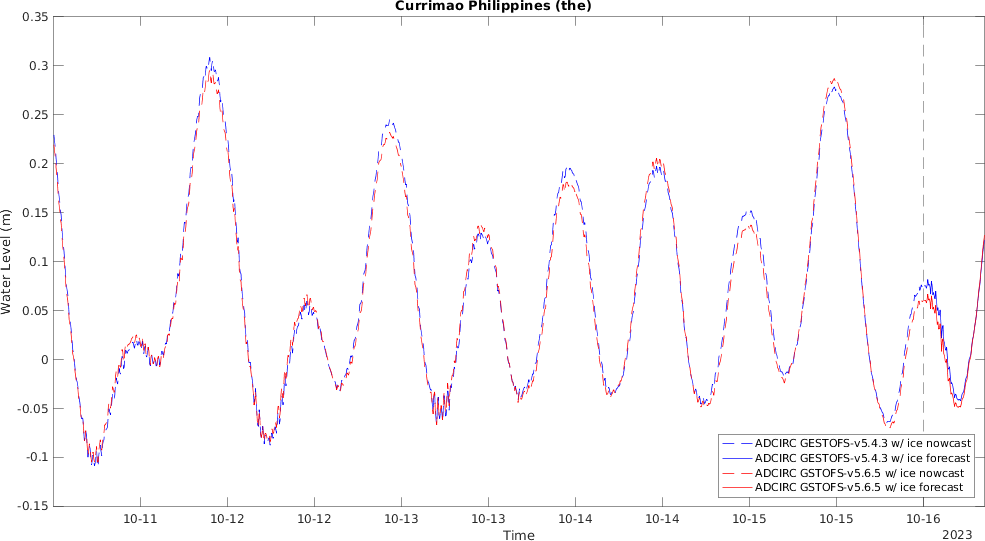 Currimao Philippines (the)
0.35
0.3
0.25
0.2
0.15
0.1
0.05
0
-0.05
-0.1
-0.15
Water Level (m)
ADCIRC GESTOFS-v5.4.3 w/ ice nowcast
ADCIRC GESTOFS-v5.4.3 w/ ice forecast
ADCIRC GSTOFS-v5.6.5 w/ ice nowcast
ADCIRC GSTOFS-v5.6.5 w/ ice forecast
10-11 10-12 10-12 10-13 10-13 10-14 10-14 10-15 10-15 10-16
Time
2023